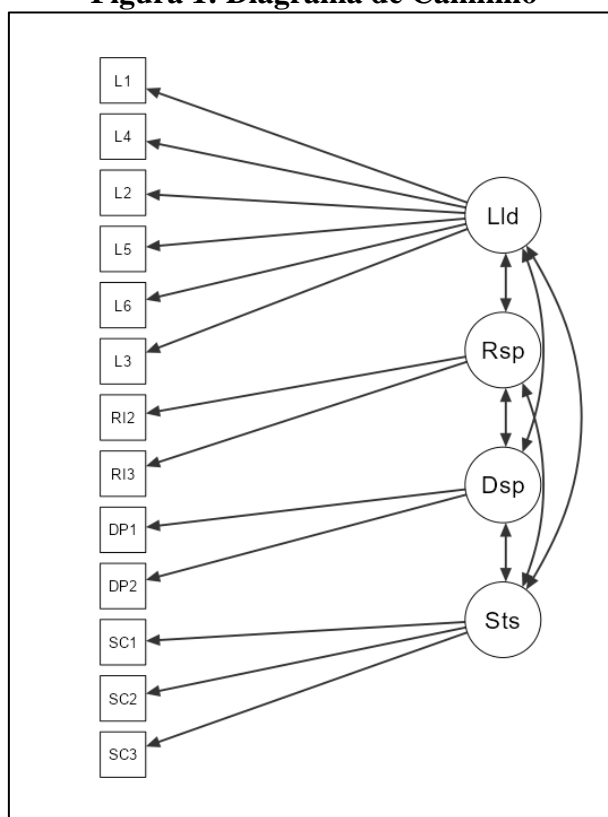 Figura 1: Diagrama de Caminho
L1
L4
L2
L5
L6
L3
RI2
RI3
DP1
DP2
SC1
SC2
SC3
Lld
Rsp
Dsp
Sts